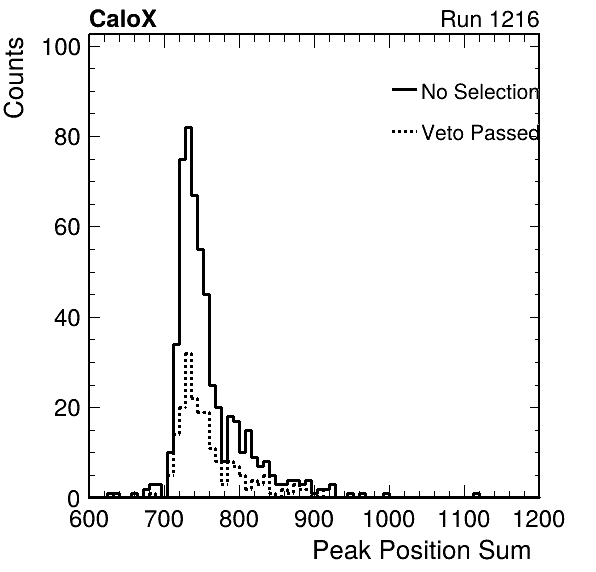 CaloX Run 1216
Counts
100
80
60
40
20
0
No Selection
Veto Passed
600 700 800 900 1000 1100 1200
Peak Position Sum